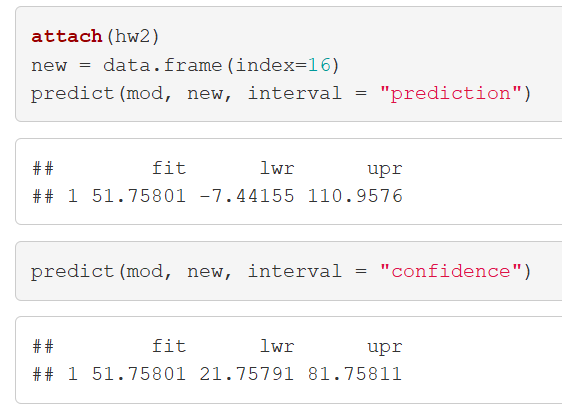 attach(hw2)
new = data.frame(index=16)
predict(mod, new, interval = "prediction")
##        fit      lwr      upr
## 1 51.75801 -7.44155 110.9576
predict(mod, new, interval = "confidence")
##        fit      lwr      upr
## 1 51.75801 21.75791 81.75811